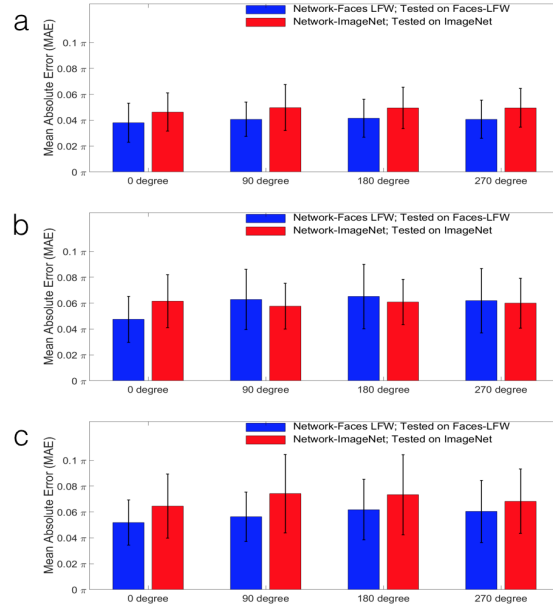 a
Network-Faces LFW; Tested on Faces-LFW
Network-ImageNet; Tested on ImageNet
Mean Absolute Error (MAE)
0.1 π
0.08 π
0.06 π
0.04 π
0.02 π
0 π
0 degree 90 degree 180 degree 270 degree
b
Network-Faces LFW; Tested on Faces-LFW
Network-ImageNet; Tested on ImageNet
Mean Absolute Error (MAE)
0.1 π
0.08 π
0.06 π
0.04 π
0.02 π
0 π
0 degree 90 degree 180 degree 270 degree
c
Network-Faces LFW; Tested on Faces-LFW
Network-ImageNet; Tested on ImageNet
Mean Absolute Error (MAE)
0.1 π
0.08 π
0.06 π
0.04 π
0.02 π
0 π
0 degree 90 degree 180 degree 270 degree